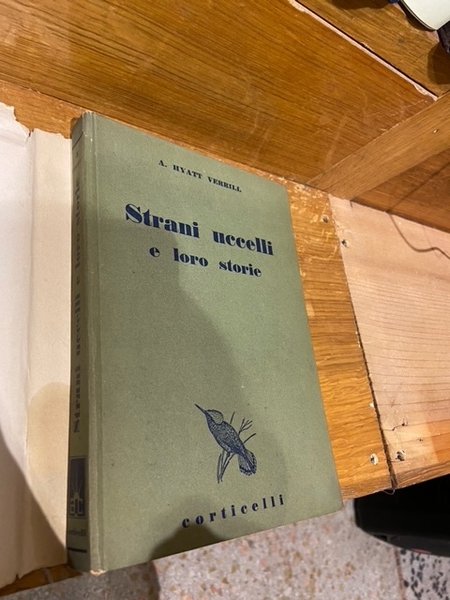 A. HYATT VERRILL
Strani uccelli
e loro storie
corticelli